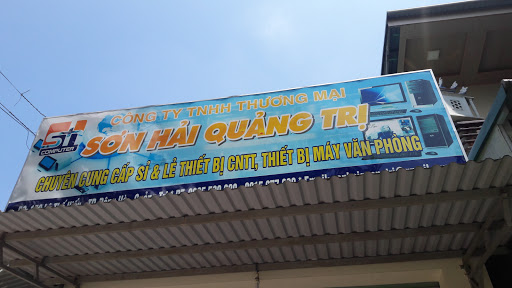 CÔNG TY TNHH THƯƠNG MẠI
ST
COMPUTER
SƠN HẢI QUẢNG TRỊ
CHUYÊN CUNG CẤP SỈ & LẺ THIẾT BỊ CNTT, THIẾT BỊ MÁY VĂN PHÒNG